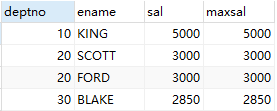 deptno ename sal maxsal
10 KING 5000 5000
20 SCOTT 3000 3000
20 FORD 3000 3000
30 BLAKE 2850 2850